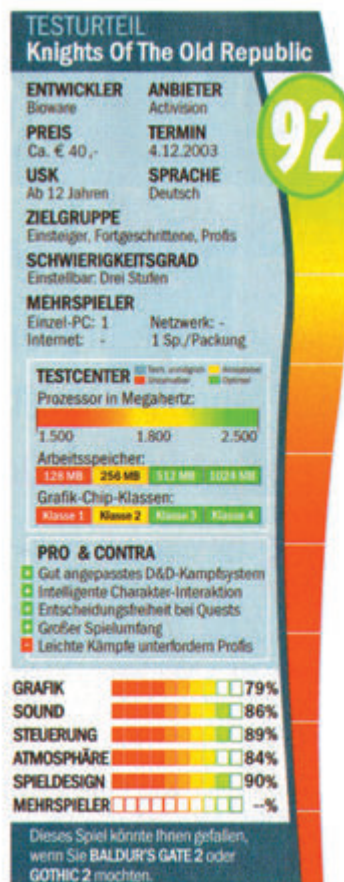 TESTURTEIL
Knights Of The Old Republic
92
ENTWICKLER ANBIETER
Bioware Activision
PREIS TERMIN
Ca. € 40,- 4.12.2003
USK SPRACHE
Ab 12 Jahren Deutsch
ZIELGRUPPE
Einsteiger, Fortgeschrittene, Profis
SCHWIERIGKEITSGRAD
Einstellbar: Drei Stufen
MEHRSPIELER
Einzel-PC: 1 Netzwerk: -
Internet: - 1 Sp./Packung
TESTCENTER
Prozessor in Megahertz:
1.500 1.800 2.500
Arbeitsspeicher:
128 MB 256 MB 512 MB 1024 MB
Grafik-Chip-Klassen:
Klasse 1 Klasse 2 Klasse 3 Klasse 4
PRO & CONTRA
+ Gut angepasstes D&D-Kampfsystem
+ Intelligente Charakter-Interaktion
+ Entscheidungsfreiheit bei Quests
+ Großer Spielumfang
- Leichte Kämpfe unterfordern Profis
GRAFIK 79%
SOUND 86%
STEUERUNG 89%
ATMOSPHÄRE 84%
SPIELDESIGN 90%
MEHRSPIELER --%
Dieses Spiel könnte Ihnen gefallen,
wenn Sie BALDUR'S GATE 2 oder
GOTHIC 2 mochten.